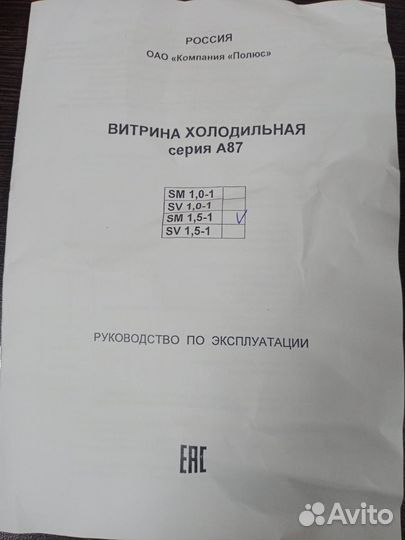 РОССИЯ
ОАО «Компания «Полюс»
ВИТРИНА ХОЛОДИЛЬНАЯ
серия А87
SM 1,0-1
SV 1,0-1
SM 1,5-1 V
SV 1,5-1
РУКОВОДСТВО ПО ЭКСПЛУАТАЦИИ
EAC
Avito